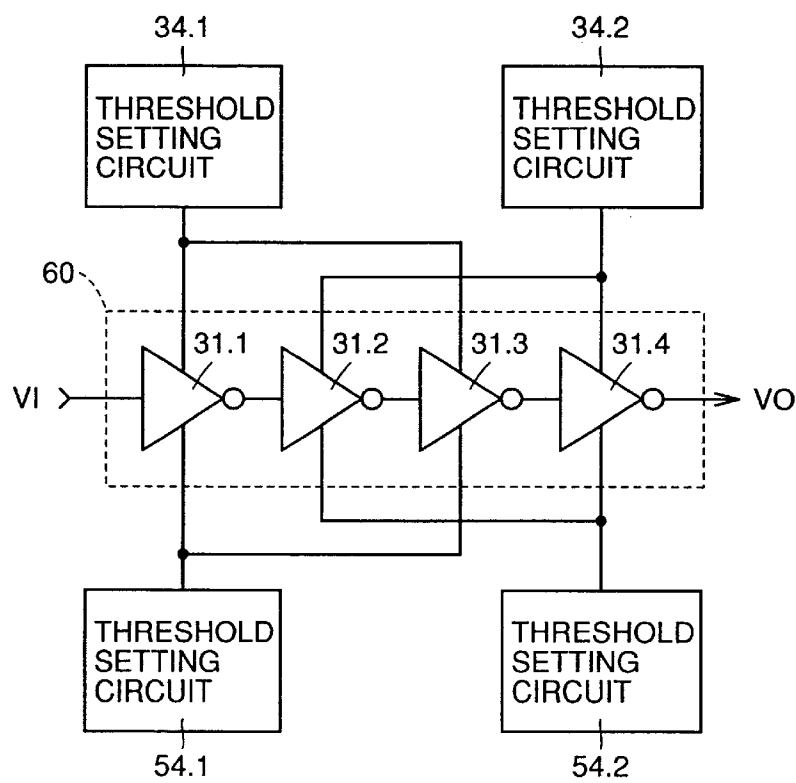 34.1
34.2
THRESHOLD
SETTING
CIRCUIT
THRESHOLD
SETTING
CIRCUIT
60
31.1
31.2
31.3
31.4
VI
VO
THRESHOLD
SETTING
CIRCUIT
THRESHOLD
SETTING
CIRCUIT
54.1
54.2